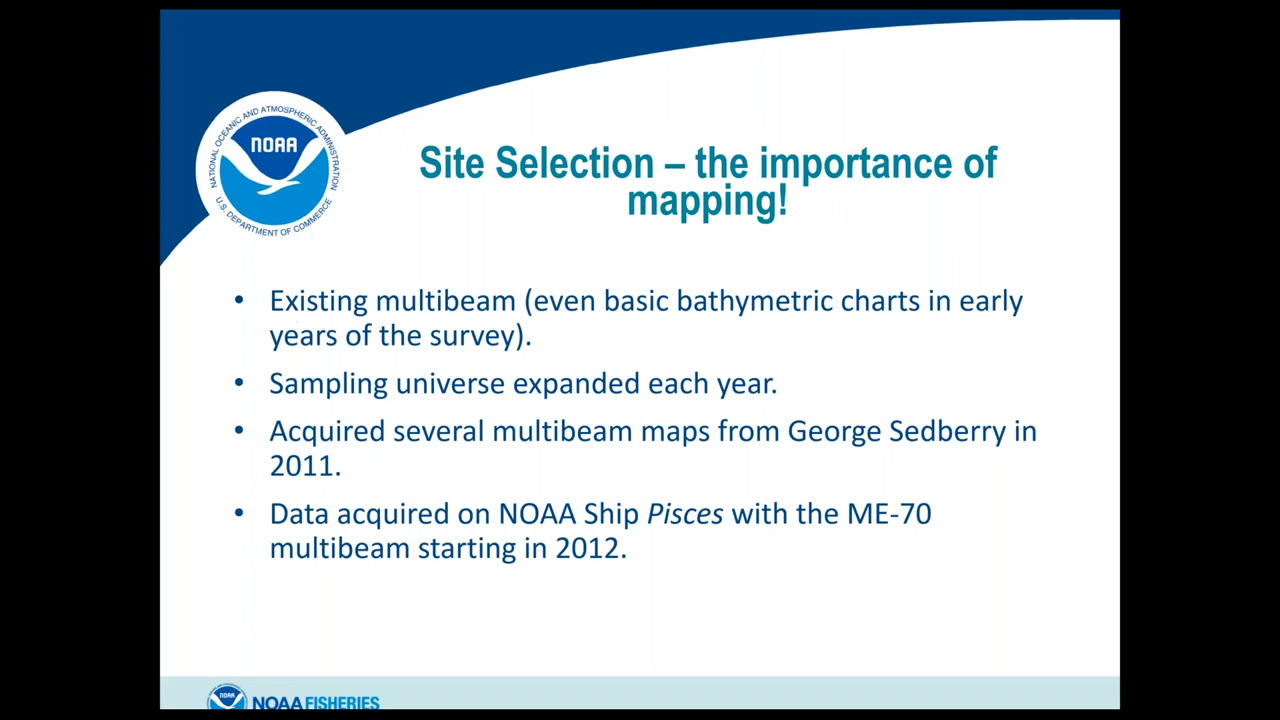 NATIONAL OCEANIC AND ATMOSPHERIC ADMINISTRATION
NOAA
U.S. DEPARTMENT OF COMMERCE
Site Selection – the importance of
mapping!
• Existing multibeam (even basic bathymetric charts in early
years of the survey).
• Sampling universe expanded each year.
• Acquired several multibeam maps from George Sedberry in
2011.
• Data acquired on NOAA Ship Pisces with the ME-70
multibeam starting in 2012.
NOAA
NOAA FISHERIES